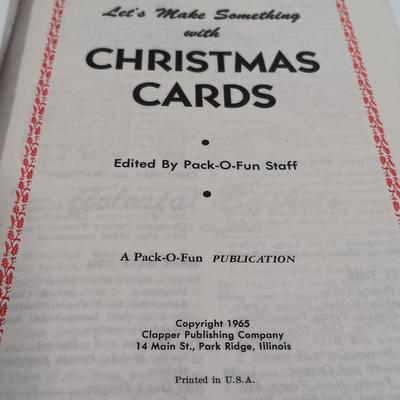 Let's Make Something
with
CHRISTMAS
CARDS
Edited By Pack-O-Fun Staff
A Pack-O-Fun PUBLICATION
Copyright 1965
Clapper Publishing Company
14 Main St., Park Ridge, Illinois
Printed in U.S.A.